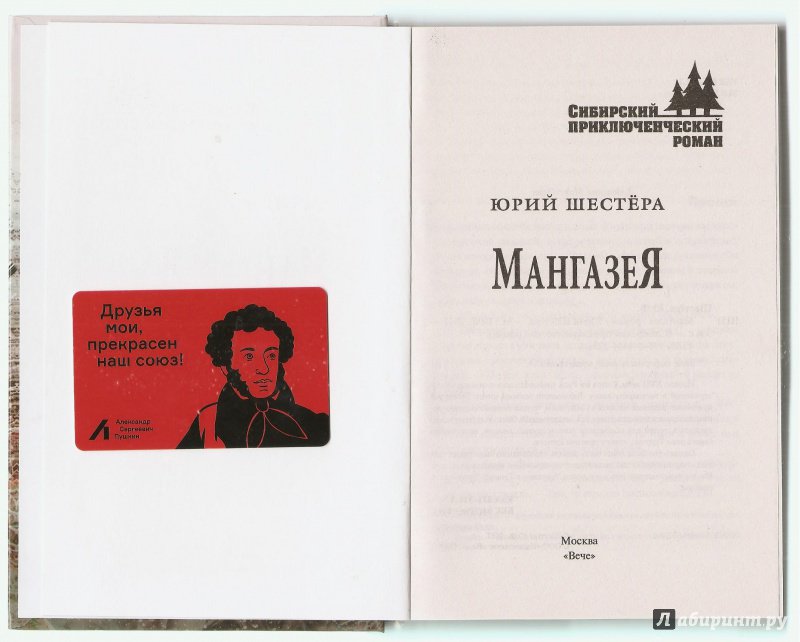 Друзья
мои,
прекрасен
наш союз!
Александр
Сергеевич
Пушкин
Сибирский
приключенческий
роман
ЮРИЙ ШЕСТЁРА
МАНГАЗЕЯ
Москва
«Вече»
Лабиринт.ру